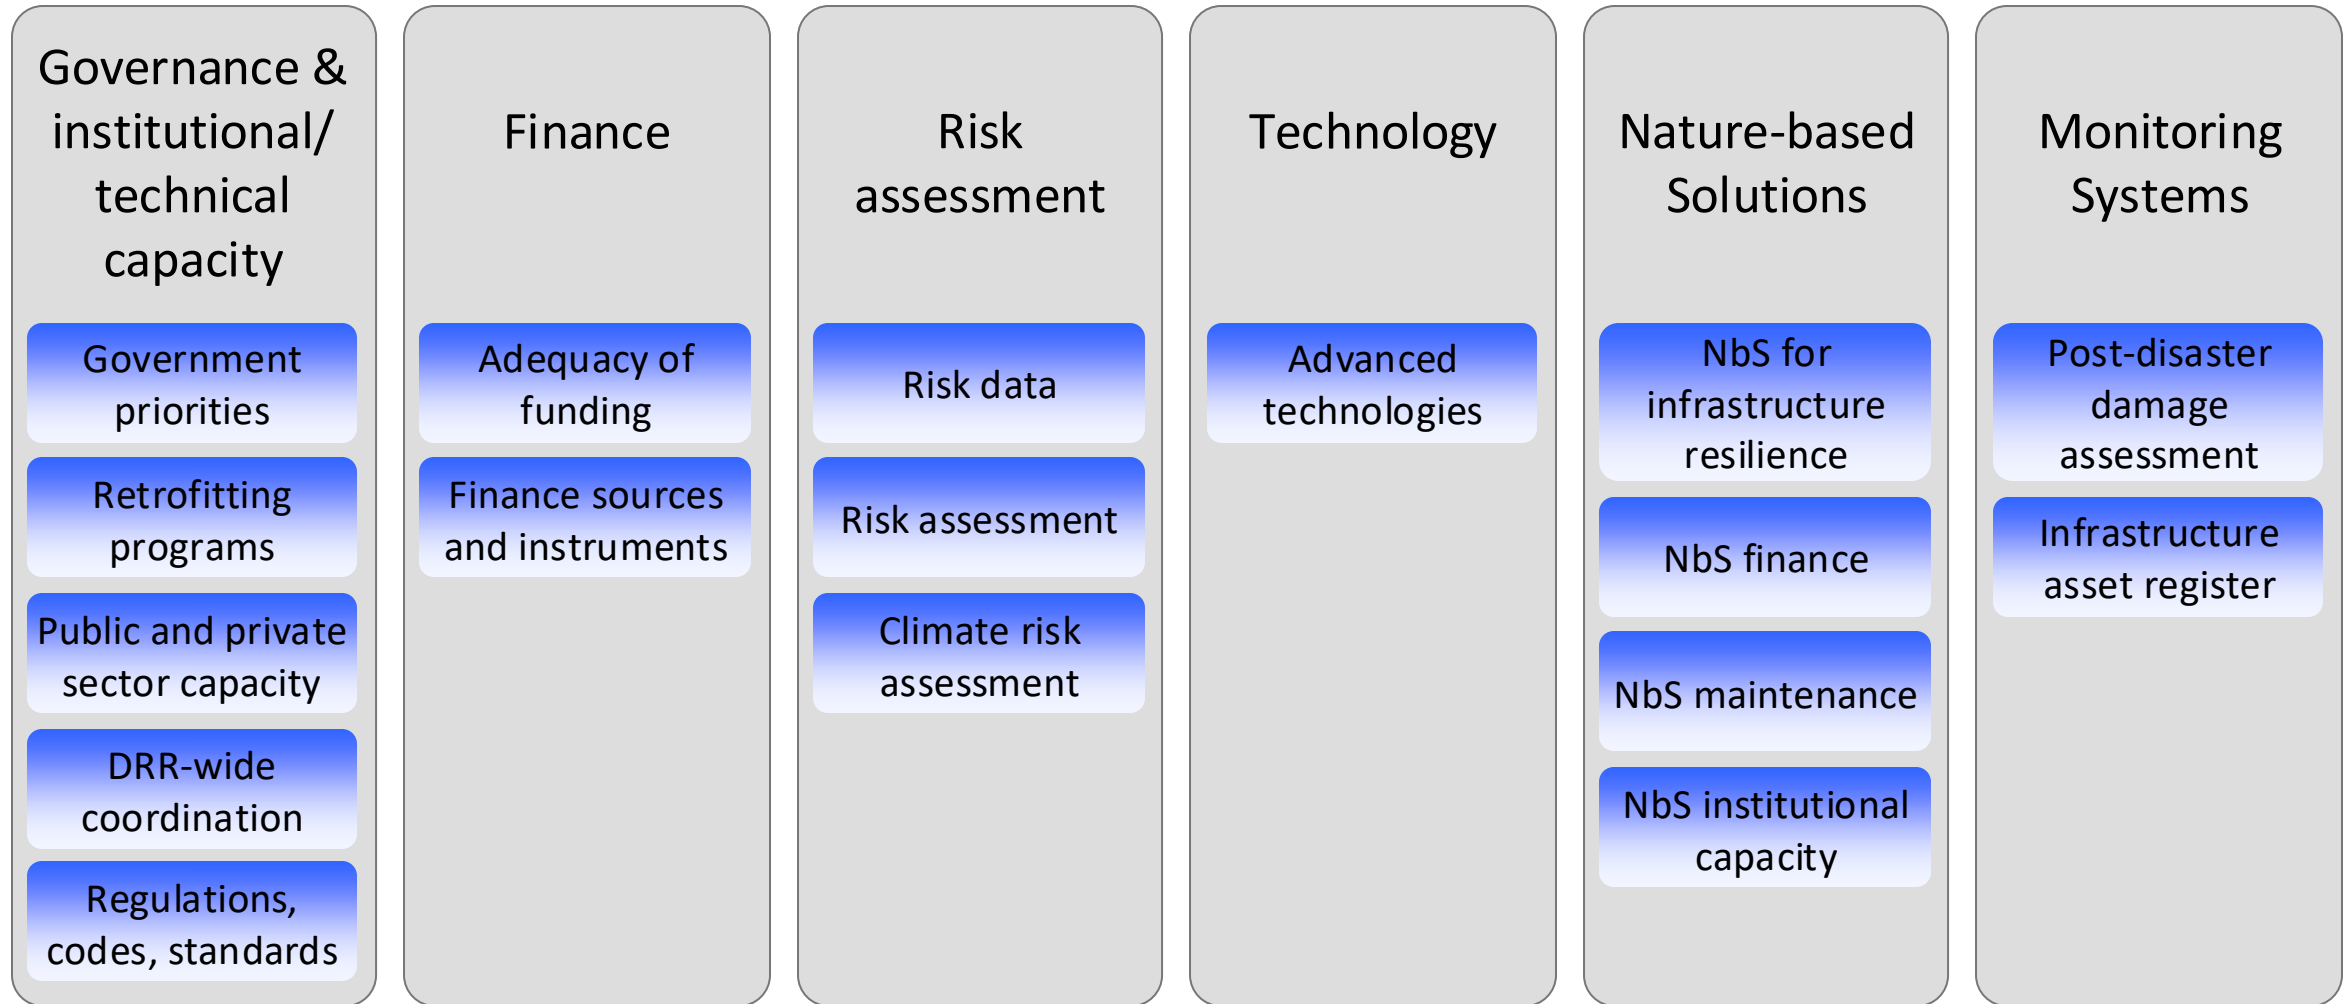 Governance &
institutional/
technical
capacity
Government
priorities
Retrofitting
programs
Public and private
sector capacity
DRR-wide
coordination
Regulations,
codes, standards
Finance
Adequacy of
funding
Finance sources
and instruments
Risk
assessment
Risk data
Risk assessment
Climate risk
assessment
Technology
Advanced
technologies
Nature-based
Solutions
NbS for
infrastructure
resilience
NbS finance
NbS maintenance
NbS institutional
capacity
Monitoring
Systems
Post-disaster
damage
assessment
Infrastructure
asset register